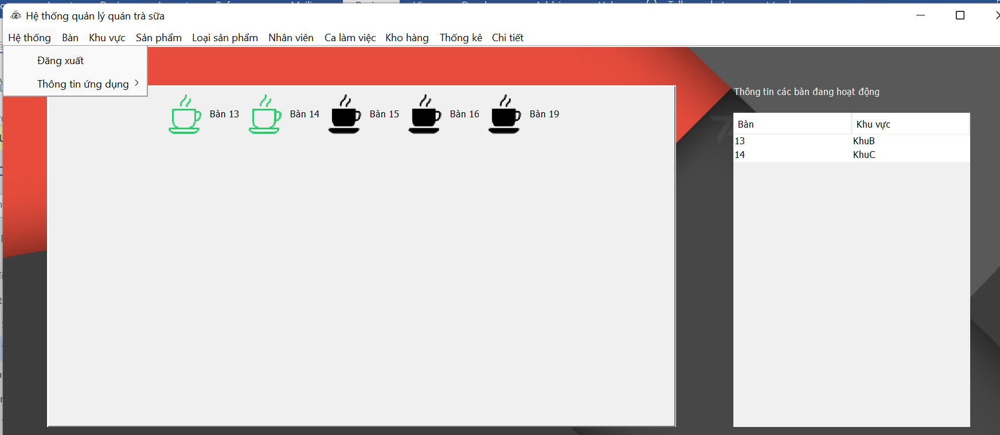 Hệ thống quản lý quán trà sữa
Hệ thống Bàn Khu vực Sản phẩm Loại sản phẩm Nhân viên Ca làm việc Kho hàng Thống kê Chi tiết
Đăng xuất
Thông tin ứng dụng
Bàn 13 Bàn 14 Bàn 15 Bàn 16 Bàn 19
Thông tin các bàn đang hoạt động
Bàn Khu vực
13 KhuB
14 KhuC